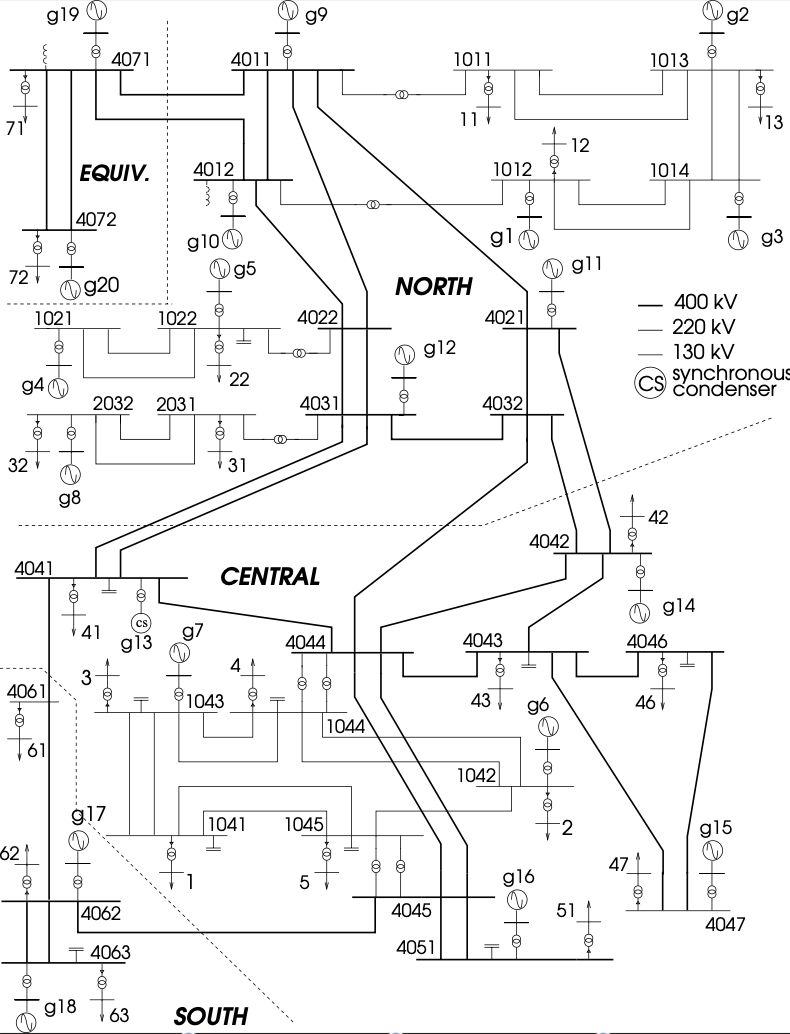 g19
g9
g2
4071
4011
1011
1013
71
11
13
12
EQUIV.
4012
1012
1014
4072
g10
g1
g3
72
g20
g5
g11
NORTH
400 kV
220 kV
130 kV
CS synchronous
condenser
1021
1022
4022
4021
g12
g4
22
2032
2031
4031
4032
32
31
g8
42
4042
4041
CENTRAL
g14
41
cs
g13
g7
4044
4043
4046
3
4
43
46
4061
1043
1044
g6
61
1042
g17
1041
1045
2
g15
62
1
5
47
g16
51
4062
4045
4047
4051
4063
g18
63
SOUTH